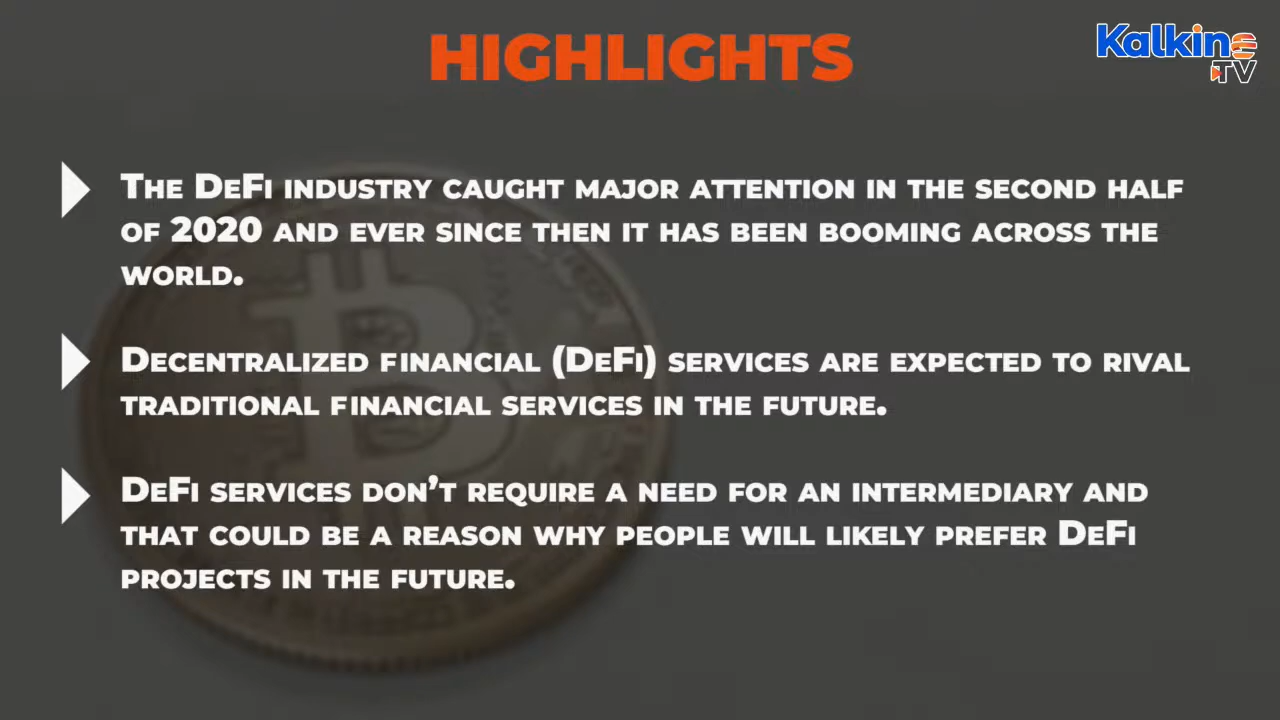 HIGHLIGHTS
Kalkine
TV
The DeFi industry caught major attention in the second half
of 2020 and ever since then it has been booming across the
world.
Decentralized financial (DeFi) services are expected to rival
traditional financial services in the future.
DeFi services don’t require a need for an intermediary and
that could be a reason why people will likely prefer DeFi
projects in the future.